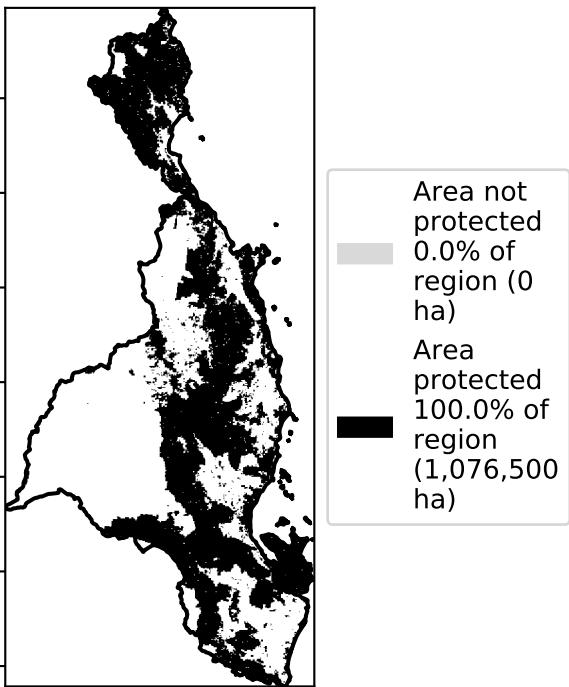 Area not
protected
0.0% of
region (0
ha)
Area
protected
100.0% of
region
(1,076,500
ha)